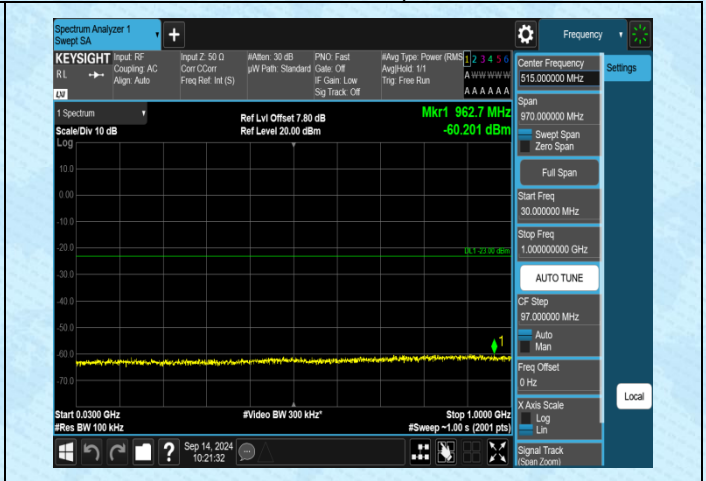 Spectrum Analyzer 1
Swept SA
+
Frequency
KEYSIGHT
RL
LXI
Input: RF
Coupling: AC
Align: Auto
Input Z: 50 Ω
Corr CCorr
Freq Ref: Int (S)
#Atten: 30 dB
µW Path: Standard
PNO: Fast
Gate: Off
IF Gain: Low
Sig Track: Off
#Avg Type: Power (RMS
Avg|Hold: 1/1
Trig: Free Run
1 2 3 4 5 6
A W W W W W
A A A A A A
1 Spectrum
Scale/Div 10 dB
Log
Ref Lvl Offset 7.80 dB
Ref Level 20.00 dBm
Mkr1 962.7 MHz
-60.201 dBm
10.0
0.00
-10.0
-20.0
-30.0
-40.0
-50.0
-60.0
-70.0
DL1 -23.00 dBm
1
Start 0.0300 GHz
#Res BW 100 kHz
#Video BW 300 kHz*
Stop 1.0000 GHz
#Sweep ~1.00 s (2001 pts)
Center Frequency
515.000000 MHz
Settings
Span
970.000000 MHz
Swept Span
Zero Span
Full Span
Start Freq
30.000000 MHz
Stop Freq
1.000000000 GHz
AUTO TUNE
CF Step
97.000000 MHz
Auto
Man
Freq Offset
0 Hz
X Axis Scale
Log
Lin
Local
Signal Track
(Span Zoom)
?
Sep 14, 2024
10:21:32